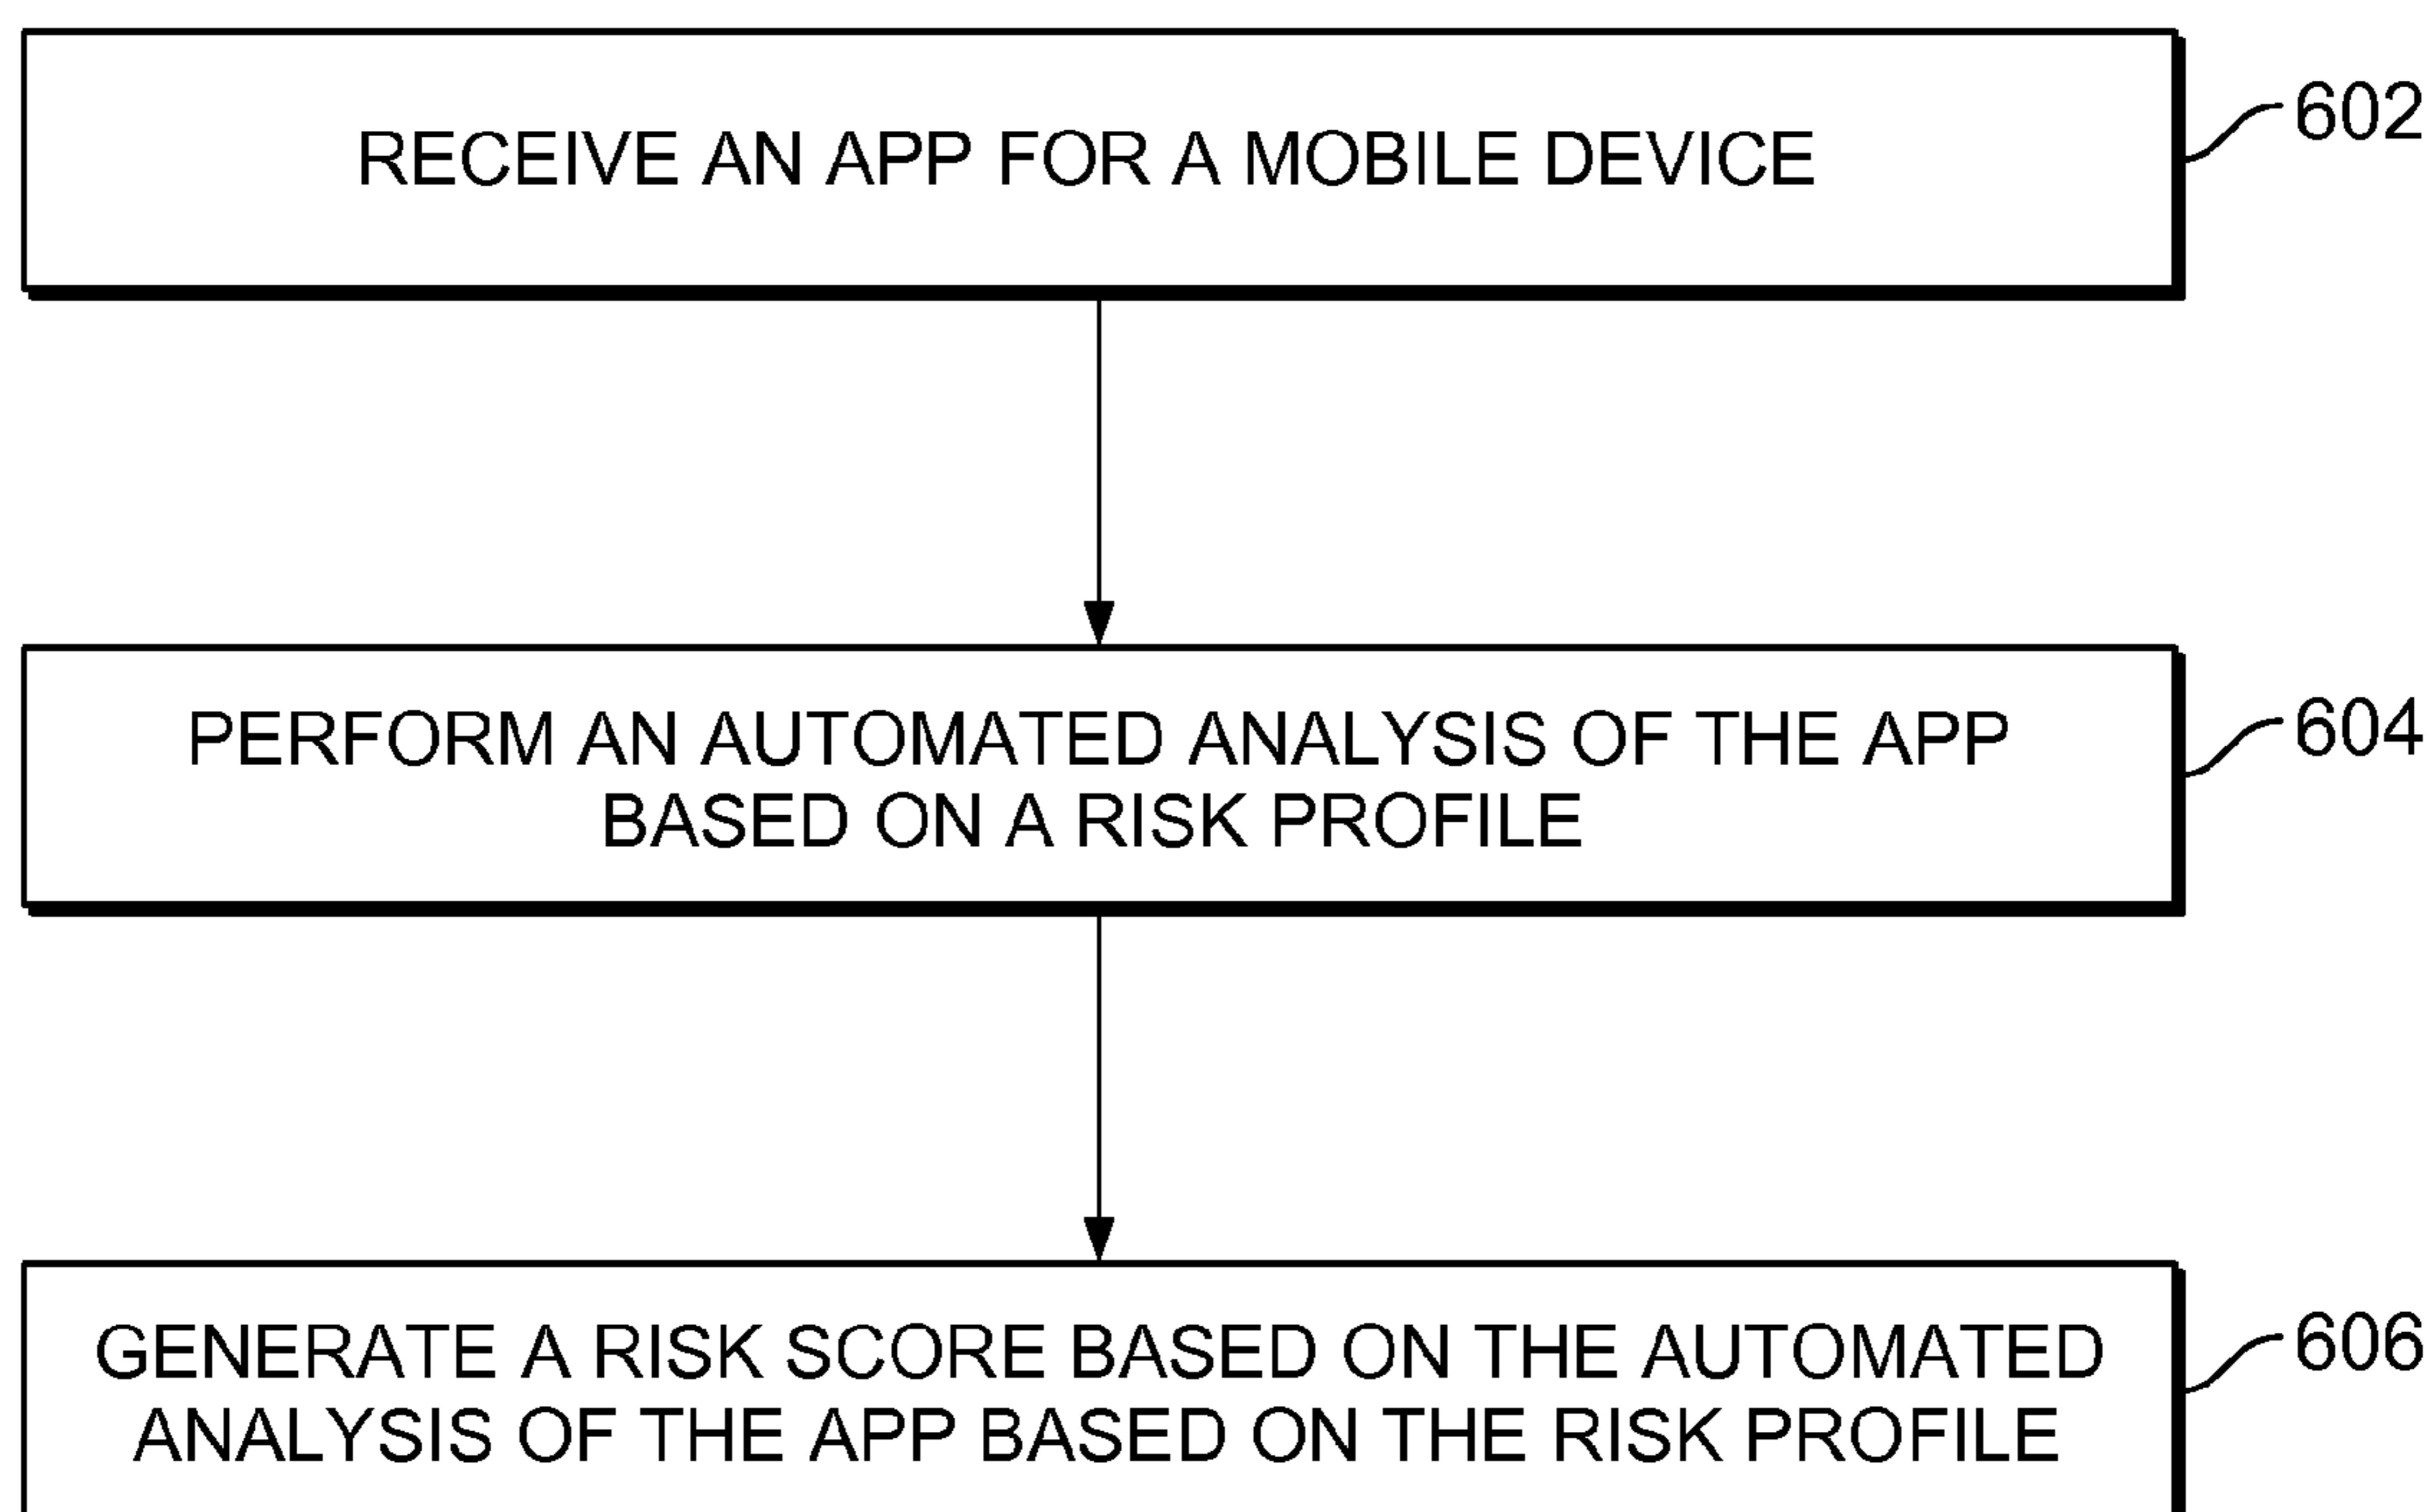 RECEIVE AN APP FOR A MOBILE DEVICE
602
PERFORM AN AUTOMATED ANALYSIS OF THE APP
BASED ON A RISK PROFILE
604
GENERATE A RISK SCORE BASED ON THE AUTOMATED
ANALYSIS OF THE APP BASED ON THE RISK PROFILE
606